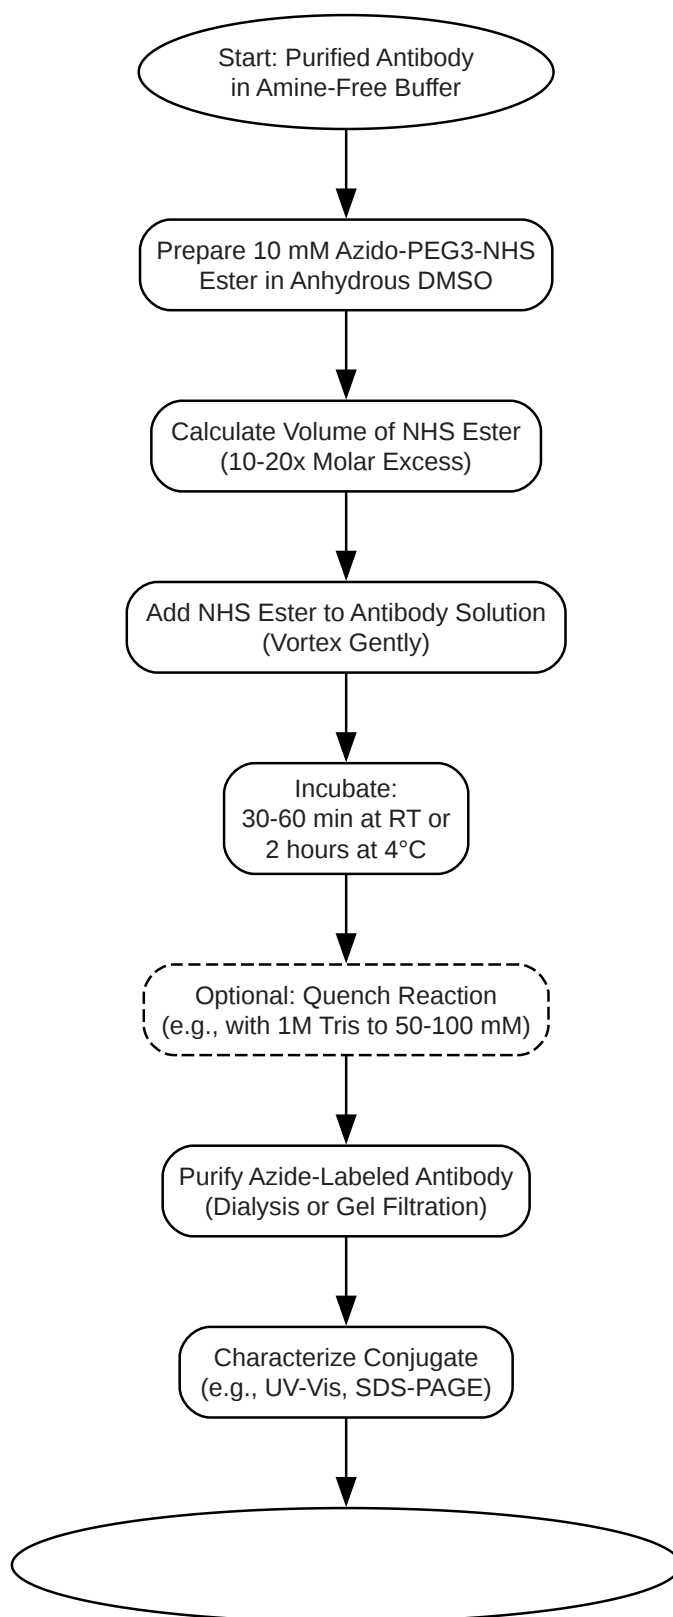 Start: Purified Antibody
in Amine-Free Buffer
Prepare 10 mM Azido-PEG3-NHS
Ester in Anhydrous DMSO
Calculate Volume of NHS Ester
(10-20x Molar Excess)
Add NHS Ester to Antibody Solution
(Vortex Gently)
Incubate:
30-60 min at RT or
2 hours at 4°C
Optional: Quench Reaction
(e.g., with 1M Tris to 50-100 mM)
Purify Azide-Labeled Antibody
(Dialysis or Gel Filtration)
Characterize Conjugate
(e.g., UV-Vis, SDS-PAGE)